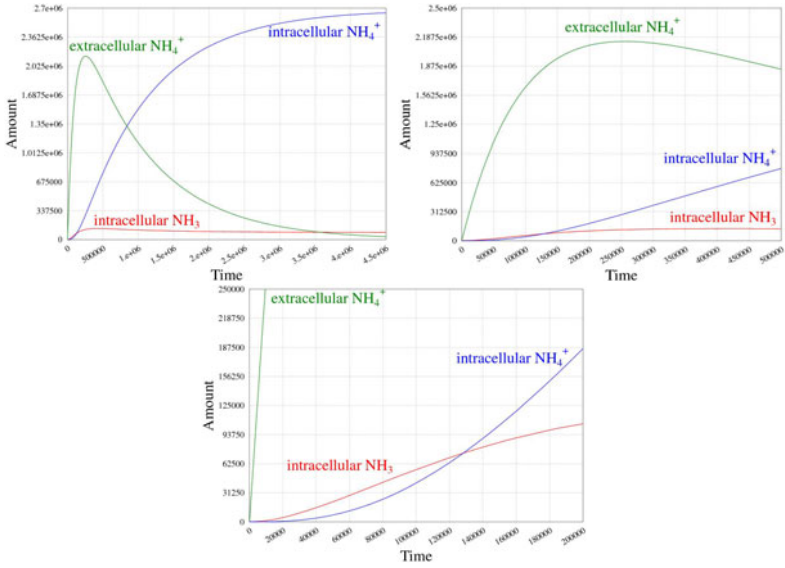 2.7e+06
2.3625e+06
2.025e+06
1.6875e+06
1.35e+06
1.0125e+06
675000
337500
0
Amount
extracellular NH4+
intracellular NH4+
intracellular NH3
0
500000
1.e+06
1.5e+06
2.e+06
2.5e+06
3.e+06
3.5e+06
4.e+06
4.5e+06
Time
2.5e+06
2.1875e+06
1.875e+06
1.5625e+06
1.25e+06
937500
625000
312500
0
Amount
extracellular NH4+
intracellular NH4+
intracellular NH3
0
50000
100000
150000
200000
250000
300000
350000
400000
450000
500000
Time
250000
218750
187500
156250
125000
93750
62500
31250
0
Amount
extracellular NH4+
intracellular NH4+
intracellular NH3
0
20000
40000
60000
80000
100000
120000
140000
160000
180000
200000
Time